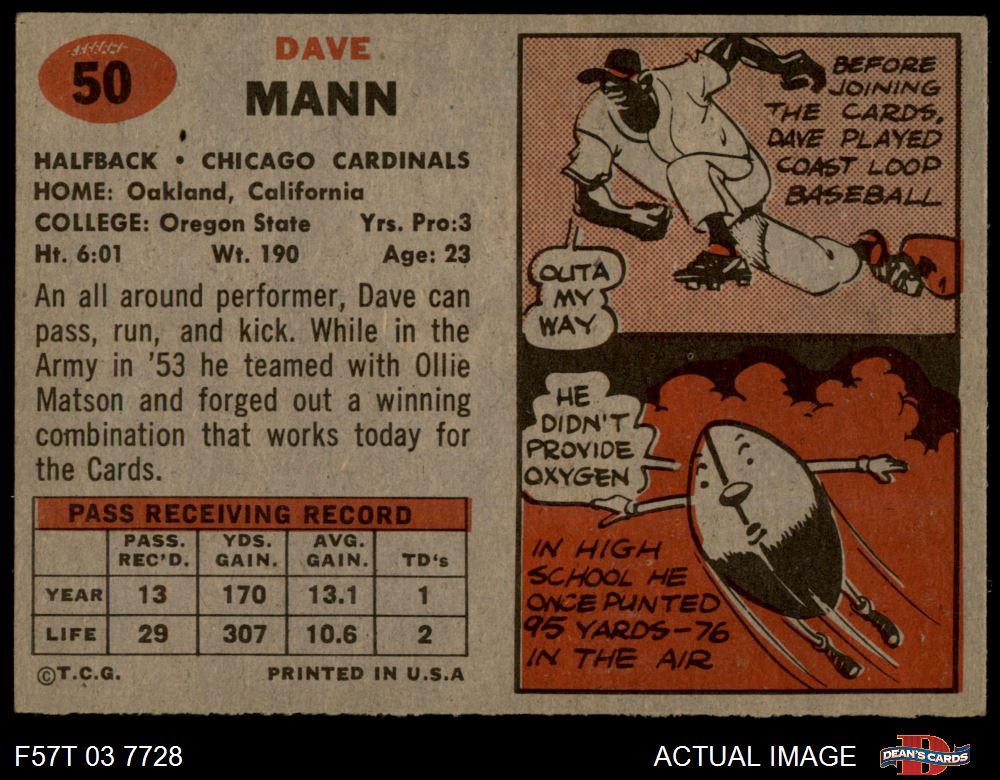 50
DAVE
MANN
HALFBACK • CHICAGO CARDINALS
HOME: Oakland, California
COLLEGE: Oregon State Yrs. Pro:3
Ht. 6:01 Wt. 190 Age: 23
An all around performer, Dave can
pass, run, and kick. While in the
Army in '53 he teamed with Ollie
Matson and forged out a winning
combination that works today for
the Cards.
PASS RECEIVING RECORD
PASS. YDS. AVG.
REC'D. GAIN. GAIN. TD's
YEAR 13 170 13.1 1
LIFE 29 307 10.6 2
©T.C.G. PRINTED IN U.S.A
BEFORE
JOINING
THE CARDS,
DAVE PLAYED
COAST LOOP
BASEBALL
OUTA
MY
WAY
HE
DIDN'T
PROVIDE
OXYGEN
IN HIGH
SCHOOL HE
ONCE PUNTED
95 YARDS-76
IN THE AIR
F57T 03 7728
ACTUAL IMAGE
DEAN'S CARDS